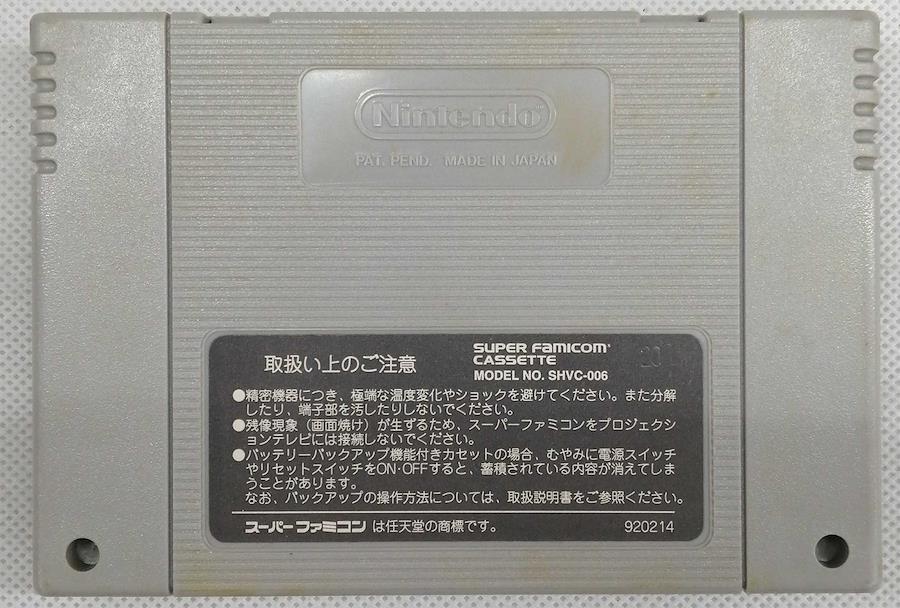 Nintendo
PAT. PEND. MADE IN JAPAN
取扱い上のご注意
SUPER FAMICOM
CASSETTE
MODEL NO. SHVC-006
●精密機器につき、極端な温度変化やショックを避けてください。また分解
したり、端子部を汚したりしないでください。
●残像現象（画面焼け）が生ずるため、スーパーファミコンをプロジェクシ
ョンテレビには接続しないでください。
●バッテリーバックアップ機能付きカセットの場合、むやみに電源スイッチ
やリセットスイッチをON·OFFすると、蓄積されている内容が消えてしま
うことがあります。
なお、バックアップの操作方法については、取扱説明書をご参照ください。
スーパーファミコン は任天堂の商標です。
920214